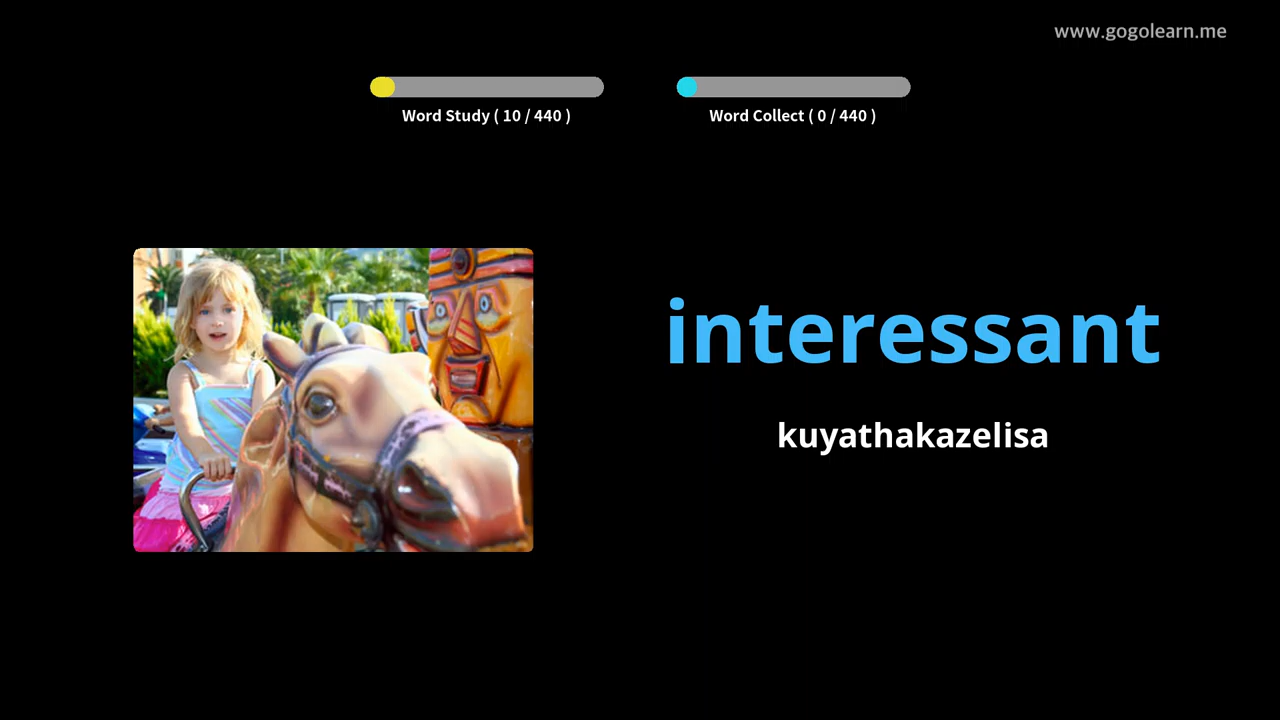 www.gogolearn.me
Word Study ( 10 / 440 )
Word Collect ( 0 / 440 )
interessant
kuyathakazelisa